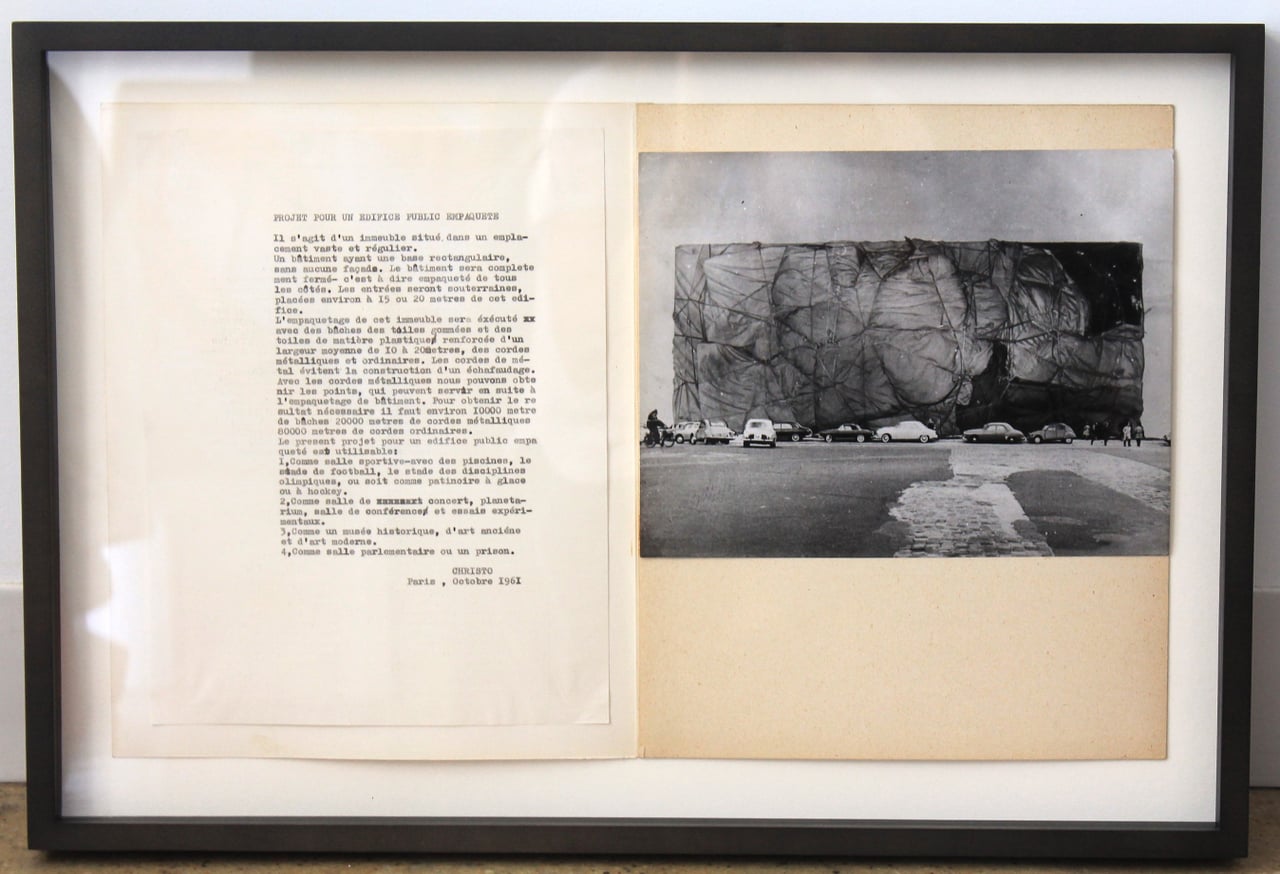 PROJET POUR UN EDIFICE PUBLIC EMPAQUETE
Il s'agit d'un immeuble situé dans un empla-
cement vaste et régulier.
Un bâtiment ayant une base rectangulaire,
sans aucune façade. Le bâtiment sera complete
ment fermé- c'est à dire empaqueté de tous
les côtés. Les entrées seront souterraines,
placées environ à I5 ou 20 metres de cet edi-
fice.
L'empaquetage de cet immeuble sera éxécuté xx
avec des bâches des toiles gommées et des
toiles de matière plastique renforcée d'un
largeur moyenne de IO à 20metres, des cordes
métalliques et ordinaires. Les cordes de mé-
tal évitent la construction d'un échafaudage.
Avec les cordes métalliques nous pouvons obte
nir les points, qui peuvent servir en suite à
l'empaquetage de bâtiment. Pour obtenir le re
sultat nécessaire il faut environ I0000 metre
de bâches 20000 metres de cordes métalliques
80000 metres de cordes ordinaires.
Le present projet pour un edifice public empa
queté est utilisable:
1,Comme salle sportive-avec des piscines, le
stade de football, le stade des disciplines
olimpiques, ou soit comme patinoire à glace
ou à hockey.
2,Comme salle de xxxxxxxx concert, planeta-
rium, salle de conférence et essais expéri-
mentaux.
3,Comme un musée historique, d'art anciéne
et d'art moderne.
4,Comme salle parlementaire ou un prison.
CHRISTO
Paris , Octobre I96I